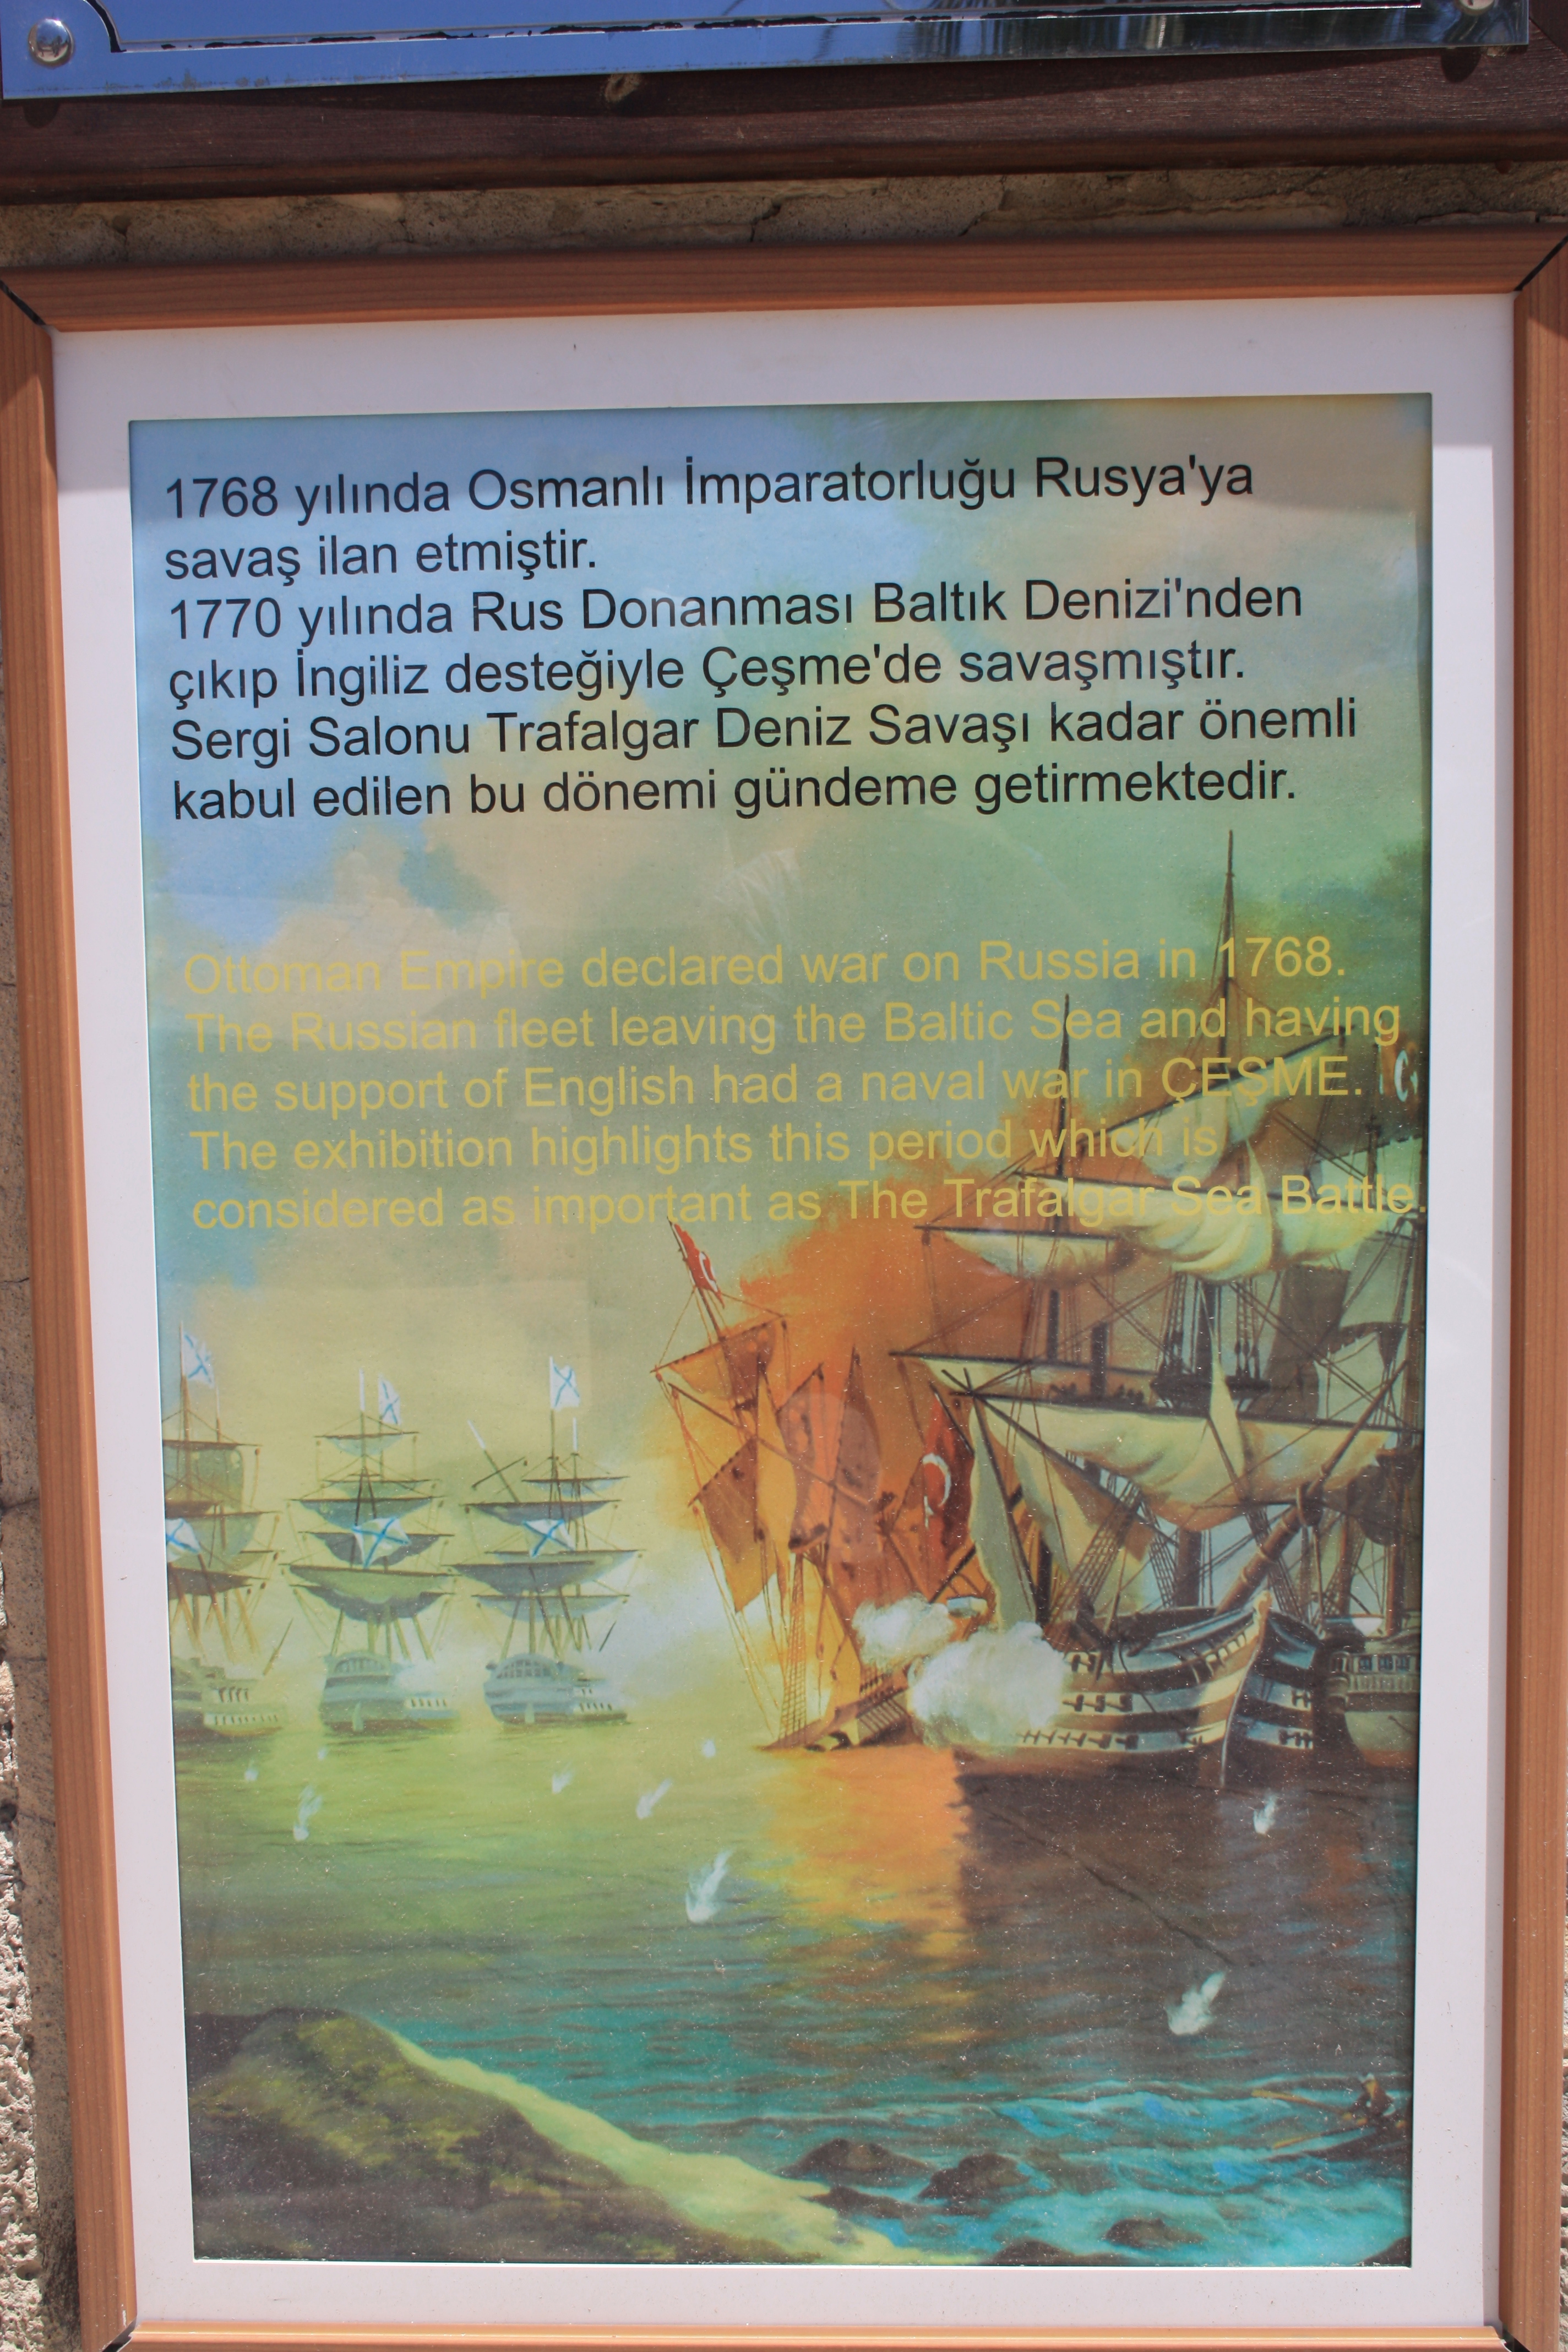 1768 yılında Osmanlı İmparatorluğu Rusya'ya
savaş ilan etmiştir.
1770 yılında Rus Donanması Baltık Denizi'nden
çıkıp İngiliz desteğiyle Çeşme'de savaşmıştır.
Sergi Salonu Trafalgar Deniz Savaşı kadar önemli
kabul edilen bu dönemi gündeme getirmektedir.
Ottoman Empire declared war on Russia in 1768.
The Russian fleet leaving the Baltic Sea and having
the support of English had a naval war in ÇEŞME.
The exhibition highlights this period which is
considered as important as The Trafalgar Sea Battle.